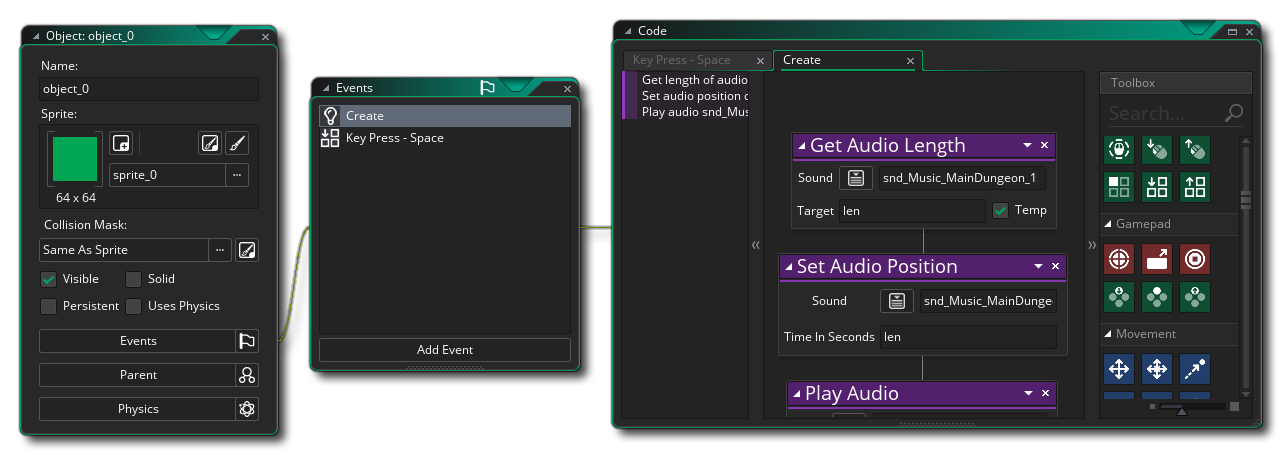 Object: object_0
Name:
object_0
Sprite:
sprite_0
...
64 x 64
Collision Mask:
Same As Sprite
...
Visible
Solid
Persistent
Uses Physics
Events
Parent
Physics
Events
Create
Key Press - Space
Add Event
Code
Key Press - Space
Create
Get length of audio
Set audio position o
Play audio snd_Mus
Get Audio Length
Sound
snd_Music_MainDungeon_1
Target
len
Temp
Set Audio Position
Sound
snd_Music_MainDunge
Time In Seconds
len
Play Audio
Toolbox
Search...
Gamepad
Movement